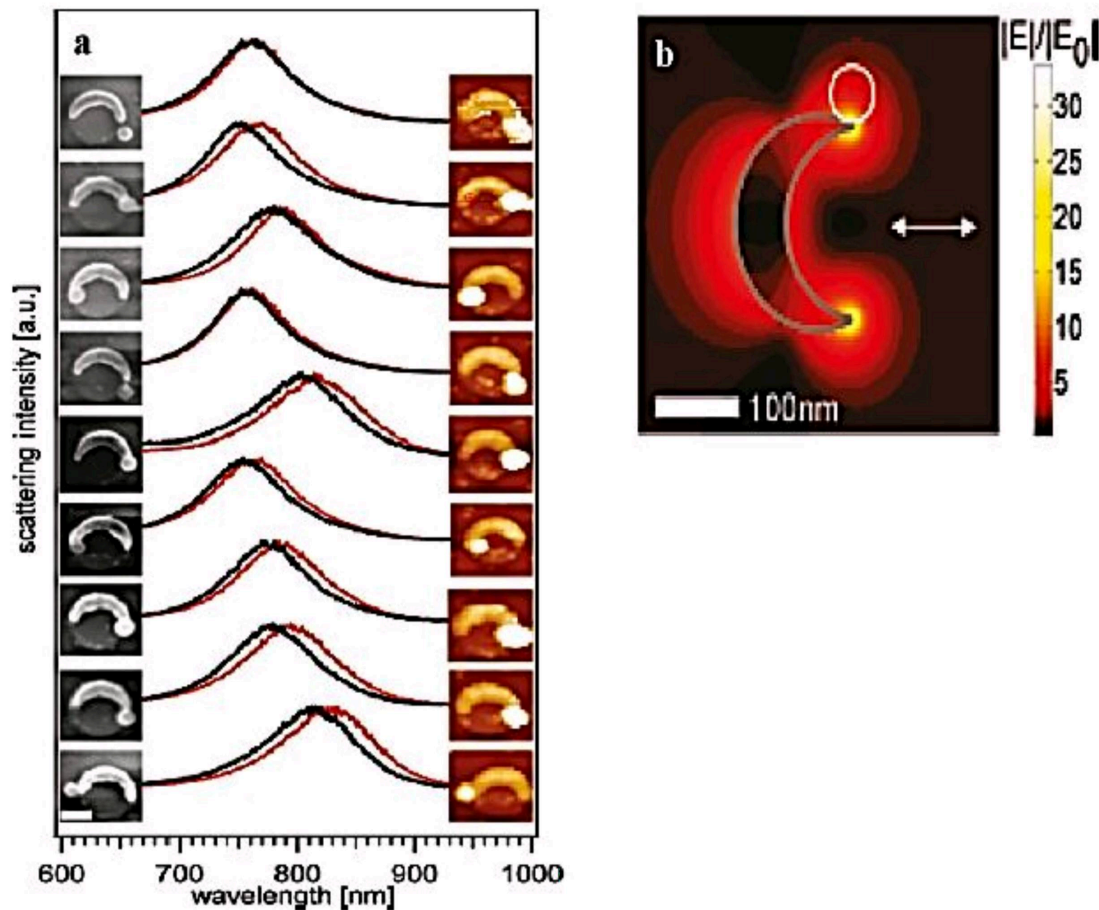 a
scattering intensity [a.u.]
600 700 800 900 1000
wavelength [nm]
b
|E|/|E0|
30
25
20
15
10
5
100nm